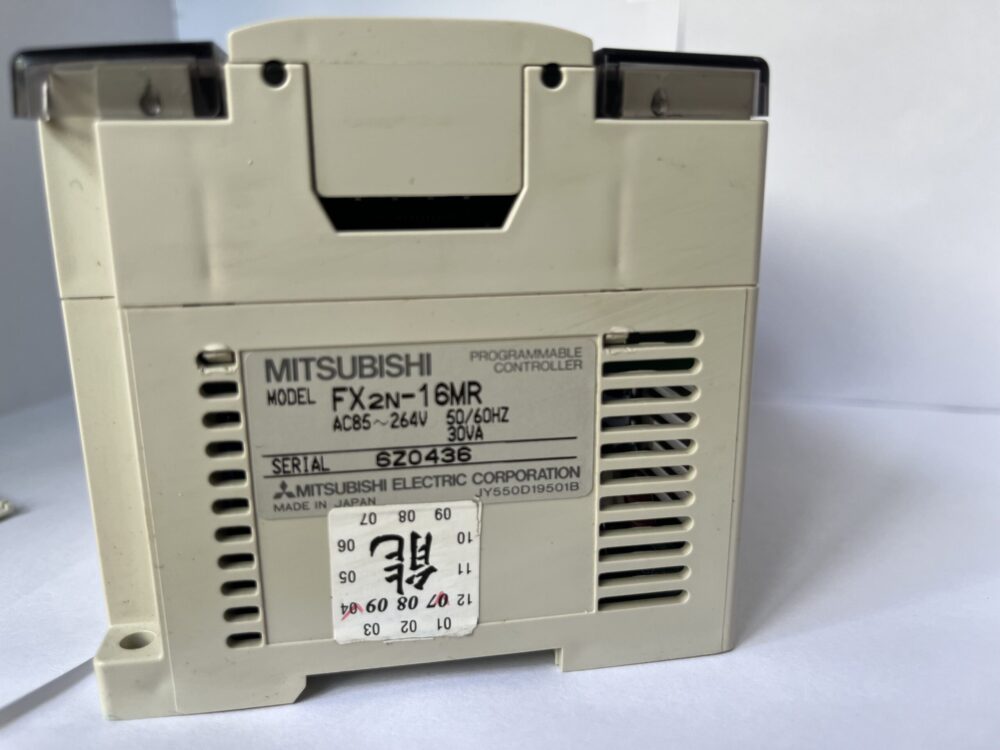 MITSUBISHI
PROGRAMMABLE
CONTROLLER
MODEL FX2N-16MR
AC85~264V 50/60HZ
30VA
SERIAL 6Z0436
MITSUBISHI ELECTRIC CORPORATION
MADE IN JAPAN JY550D19501B
01 02 03
12 07 08 09 04
11 05
10 06
09 08 07